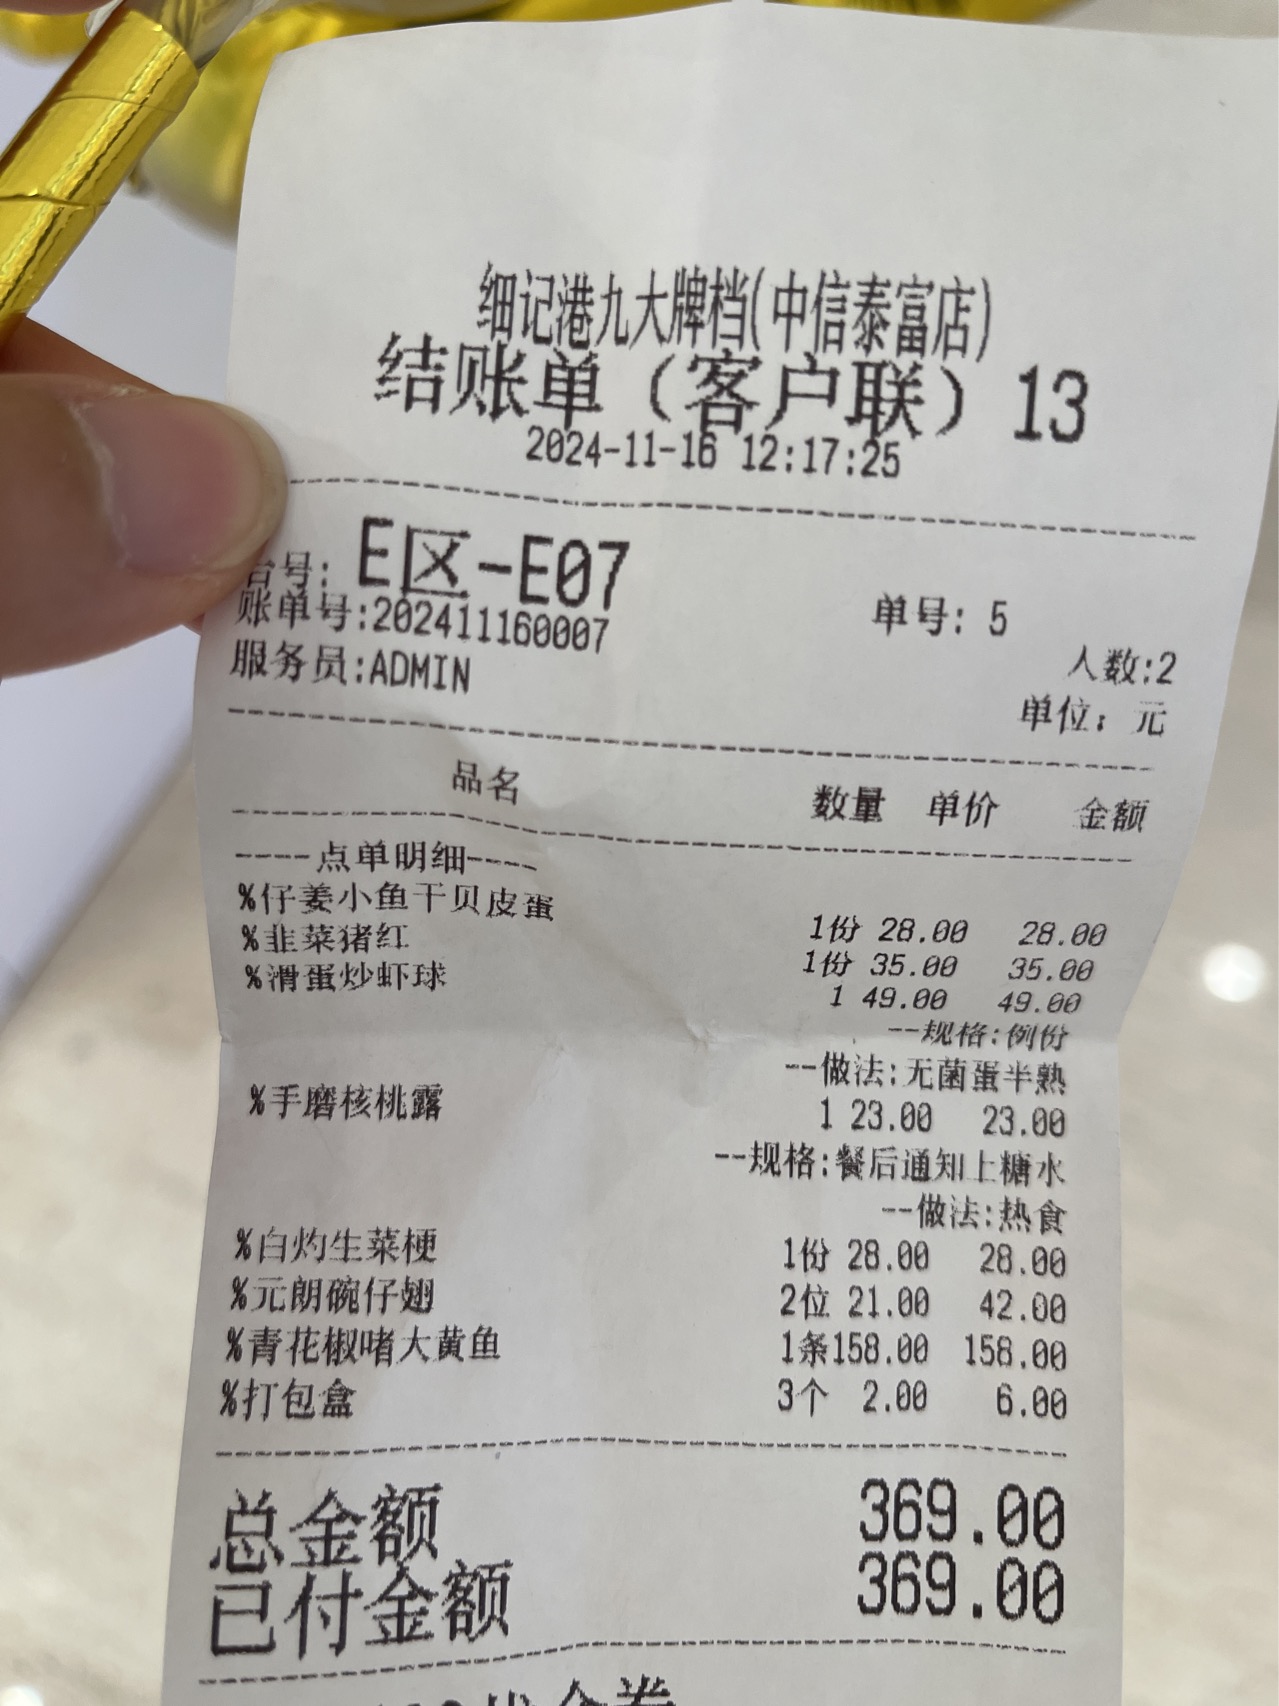 细记港九大牌档(中信泰富店)
结账单（客户联）13
2024-11-16 12:17:25
台号: E区-E07
单号: 5
账单号:202411160007
人数:2
服务员:ADMIN
单位: 元
品名 数量 单价 金额
----点单明细----
%仔姜小鱼干贝皮蛋 1份 28.00 28.00
%韭菜猪红 1份 35.00 35.00
%滑蛋炒虾球 1 49.00 49.00
--规格:例份
--做法:无菌蛋半熟
%手磨核桃露 1 23.00 23.00
--规格:餐后通知上糖水
--做法:热食
%白灼生菜梗 1份 28.00 28.00
%元朗碗仔翅 2位 21.00 42.00
%青花椒啫大黄鱼 1条158.00 158.00
%打包盒 3个 2.00 6.00
总金额 369.00
已付金额 369.00